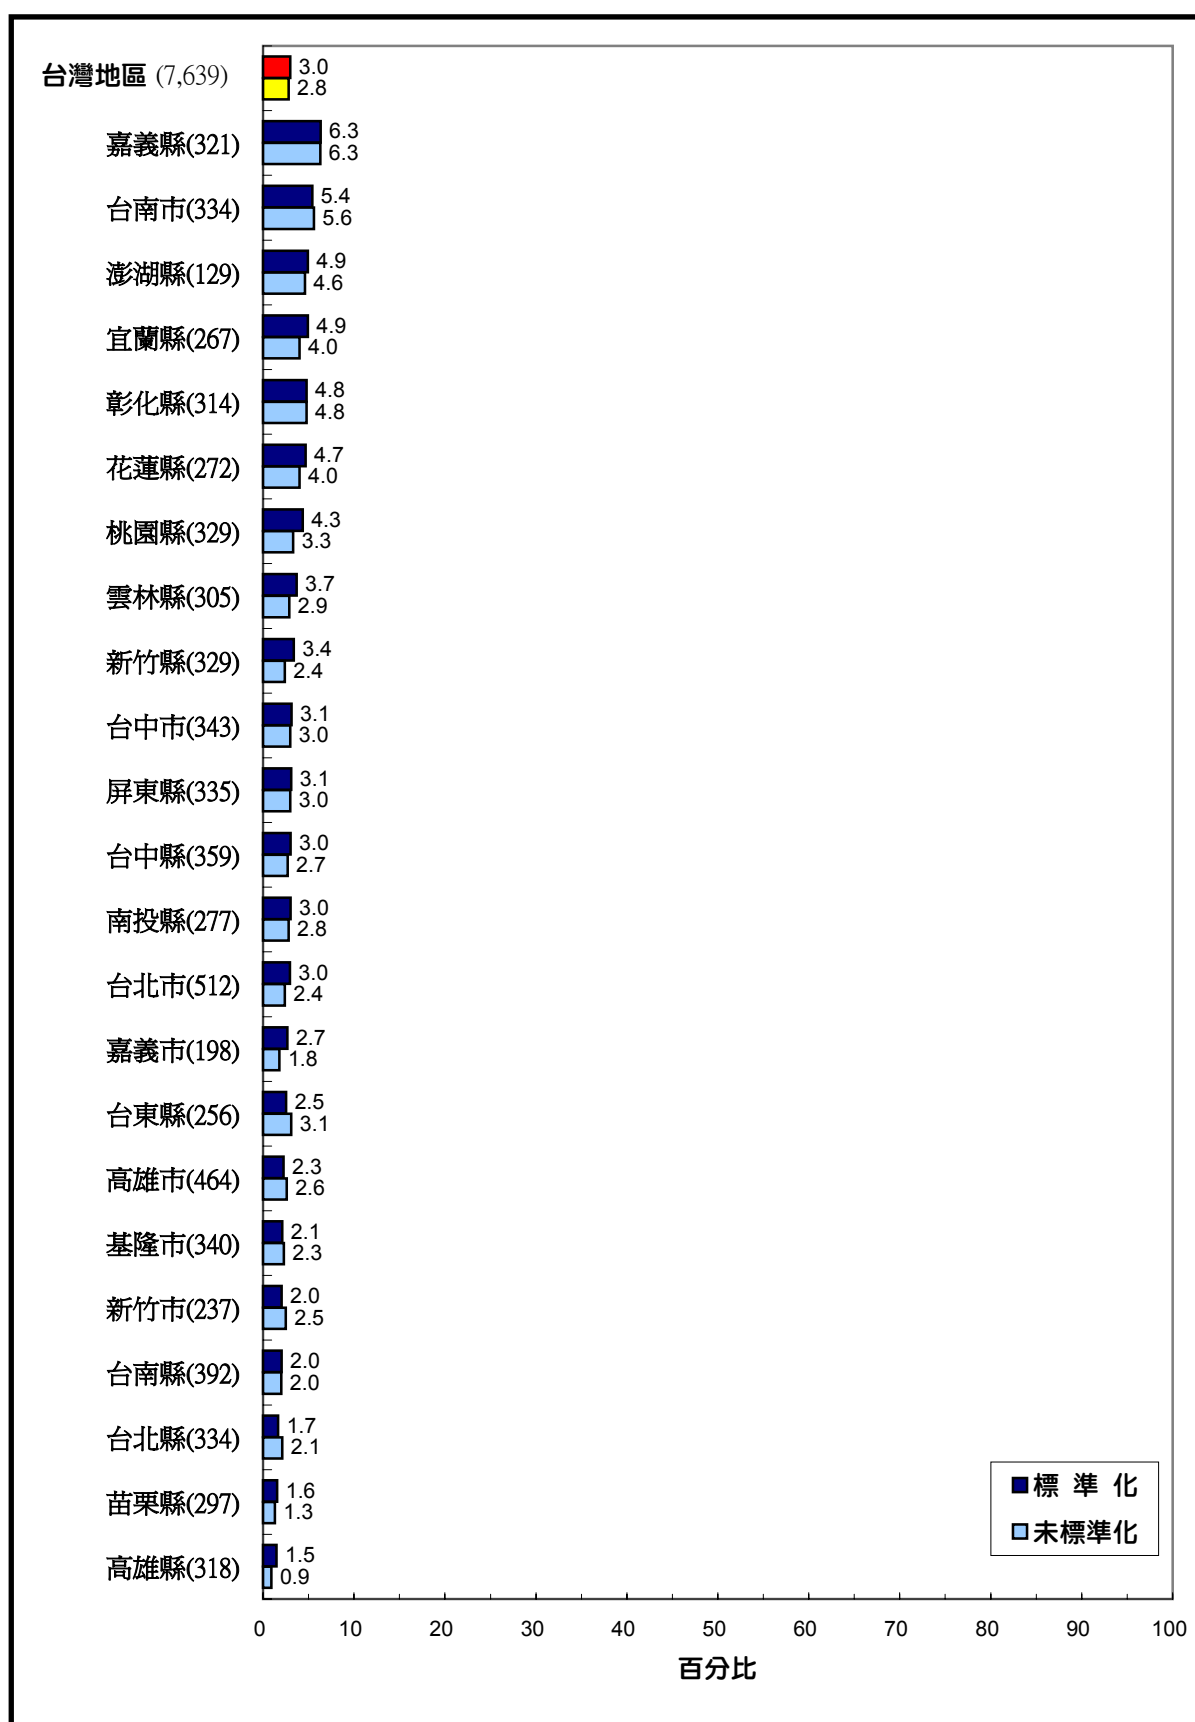 台灣地區 (7,639) 3.0
2.8
嘉義縣(321) 6.3
6.3
台南市(334) 5.4
5.6
澎湖縣(129) 4.9
4.6
宜蘭縣(267) 4.9
4.0
彰化縣(314) 4.8
4.8
花蓮縣(272) 4.7
4.0
桃園縣(329) 4.3
3.3
雲林縣(305) 3.7
2.9
新竹縣(329) 3.4
2.4
台中市(343) 3.1
3.0
屏東縣(335) 3.1
3.0
台中縣(359) 3.0
2.7
南投縣(277) 3.0
2.8
台北市(512) 3.0
2.4
嘉義市(198) 2.7
1.8
台東縣(256) 2.5
3.1
高雄市(464) 2.3
2.6
基隆市(340) 2.1
2.3
新竹市(237) 2.0
2.5
台南縣(392) 2.0
2.0
台北縣(334) 1.7
2.1
苗栗縣(297) 1.6
1.3
高雄縣(318) 1.5
0.9
標 準 化
未標準化
0 10 20 30 40 50 60 70 80 90 100
百分比